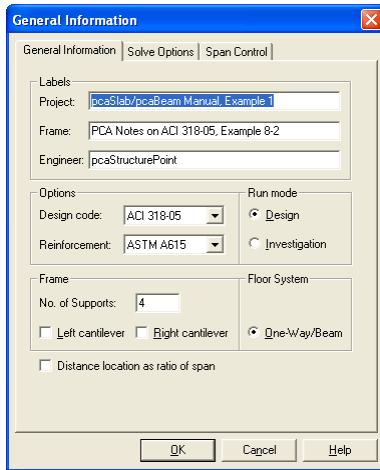 General Information
General Information Solve Options Span Control
Labels
Project: pcaSlab/pcaBeam Manual, Example 1
Frame: PCA Notes on ACI 318-05, Example 8-2
Engineer: pcaStructurePoint
Options Run mode
Design code: ACI 318-05 Design
Reinforcement: ASTM A615 Investigation
Frame Floor System
No. of Supports: 4
Left cantilever Right cantilever One-Way/Beam
Distance location as ratio of span
OK Cancel Help